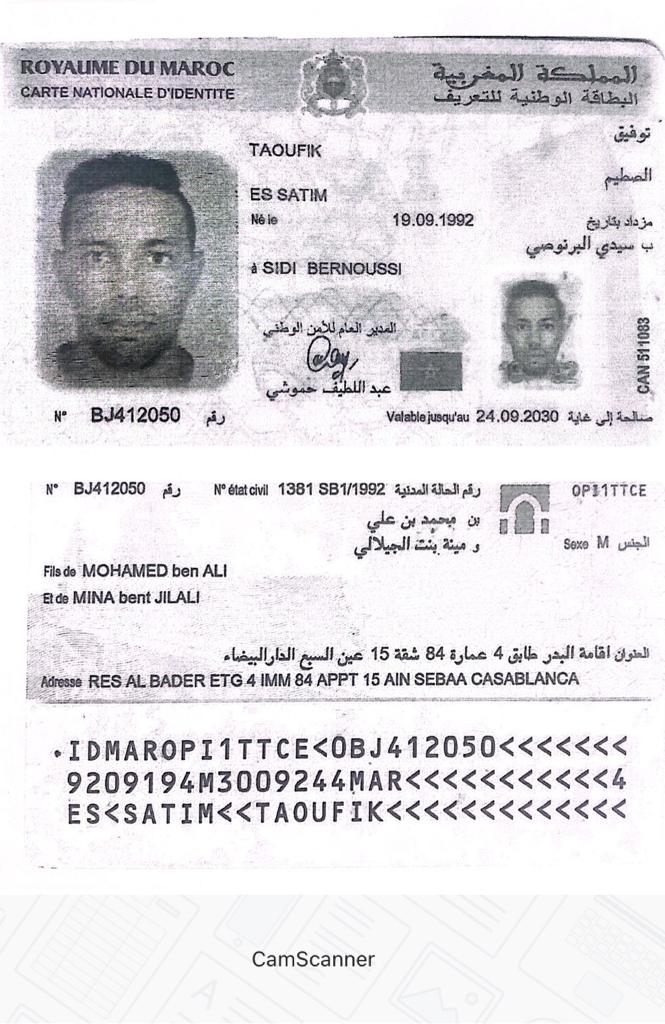 ROYAUME DU MAROC
المملكة المغربية
CARTE NATIONALE D'IDENTITE
البطاقة الوطنية للتعريف
توفيق
TAOUFIK
الصطيم
ES SATIM
Né le 19.09.1992 مزداد بتاريخ
ب سيدي البرنوصي
à SIDI BERNOUSSI
المدير العام للأمن الوطني
عبد اللطيف حموشي
CAN 511083
N° BJ412050 رقم
Valable jusqu'au 24.09.2030 صالحة إلى غاية
N° BJ412050 رقم N° état civil 1381 SB1/1992 رقم الحالة المدنية OPI1TTCE
بن محمد بن علي
و مينة بنت الجيلالي
Sexe M الجنس
Fils de MOHAMED ben ALI
Et de MINA bent JILALI
العنوان اقامة البدر طابق 4 عمارة 84 شقة 15 عين السبع الدارالبيضاء
Adresse RES AL BADER ETG 4 IMM 84 APPT 15 AIN SEBAA CASABLANCA
IDMAROPI1TTCE<0BJ412050<<<<<<<
9209194M3009244MAR<<<<<<<<<<<4
ES<SATIM<<TAOUFIK<<<<<<<<<<<<<
CamScanner